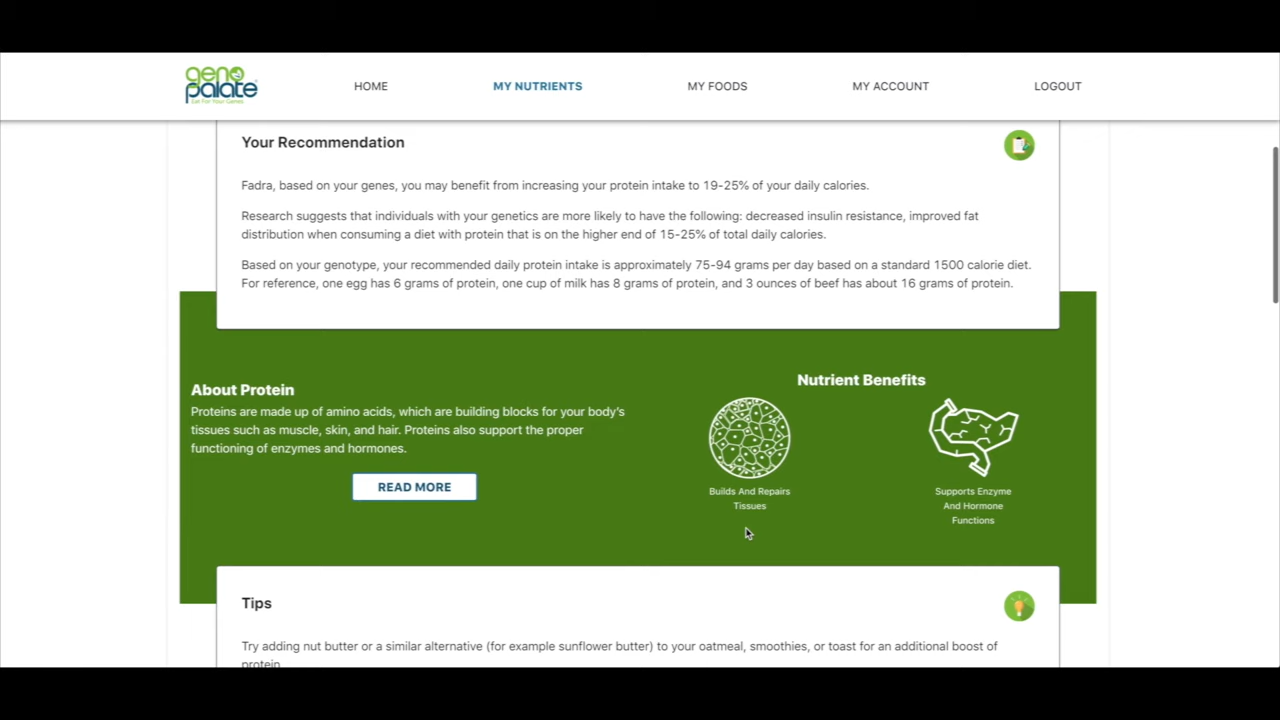 geno palate
Eat For Your Genes
HOME
MY NUTRIENTS
MY FOODS
MY ACCOUNT
LOGOUT
Your Recommendation
Fadra, based on your genes, you may benefit from increasing your protein intake to 19-25% of your daily calories.
Research suggests that individuals with your genetics are more likely to have the following: decreased insulin resistance, improved fat
distribution when consuming a diet with protein that is on the higher end of 15-25% of total daily calories.
Based on your genotype, your recommended daily protein intake is approximately 75-94 grams per day based on a standard 1500 calorie diet.
For reference, one egg has 6 grams of protein, one cup of milk has 8 grams of protein, and 3 ounces of beef has about 16 grams of protein.
About Protein
Proteins are made up of amino acids, which are building blocks for your body's
tissues such as muscle, skin, and hair. Proteins also support the proper
functioning of enzymes and hormones.
READ MORE
Nutrient Benefits
Builds And Repairs
Tissues
Supports Enzyme
And Hormone
Functions
Tips
Try adding nut butter or a similar alternative (for example sunflower butter) to your oatmeal, smoothies, or toast for an additional boost of
protein